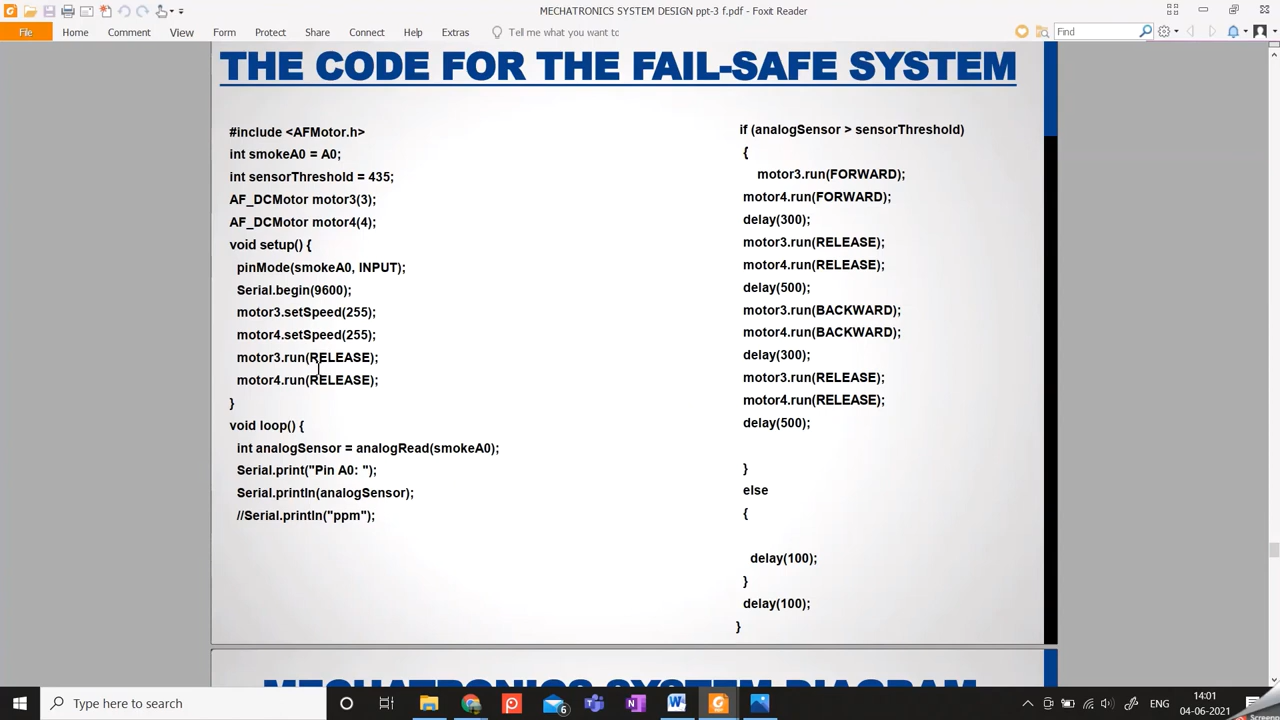 MECHATRONICS SYSTEM DESIGN ppt-3 f.pdf - Foxit Reader
File Home Comment View Form Protect Share Connect Help Extras Tell me what you want to Find
THE CODE FOR THE FAIL-SAFE SYSTEM
#include <AFMotor.h>
int smokeA0 = A0;
int sensorThreshold = 435;
AF_DCMotor motor3(3);
AF_DCMotor motor4(4);
void setup() {
pinMode(smokeA0, INPUT);
Serial.begin(9600);
motor3.setSpeed(255);
motor4.setSpeed(255);
motor3.run(RELEASE);
motor4.run(RELEASE);
}
void loop() {
int analogSensor = analogRead(smokeA0);
Serial.print("Pin A0: ");
Serial.println(analogSensor);
//Serial.println("ppm");
if (analogSensor > sensorThreshold)
{
motor3.run(FORWARD);
motor4.run(FORWARD);
delay(300);
motor3.run(RELEASE);
motor4.run(RELEASE);
delay(500);
motor3.run(BACKWARD);
motor4.run(BACKWARD);
delay(300);
motor3.run(RELEASE);
motor4.run(RELEASE);
delay(500);
}
else
{
delay(100);
}
delay(100);
}
MECHATRONICS SYSTEM DIAGRAM
Type here to search
6
ENG
14:01
04-06-2021